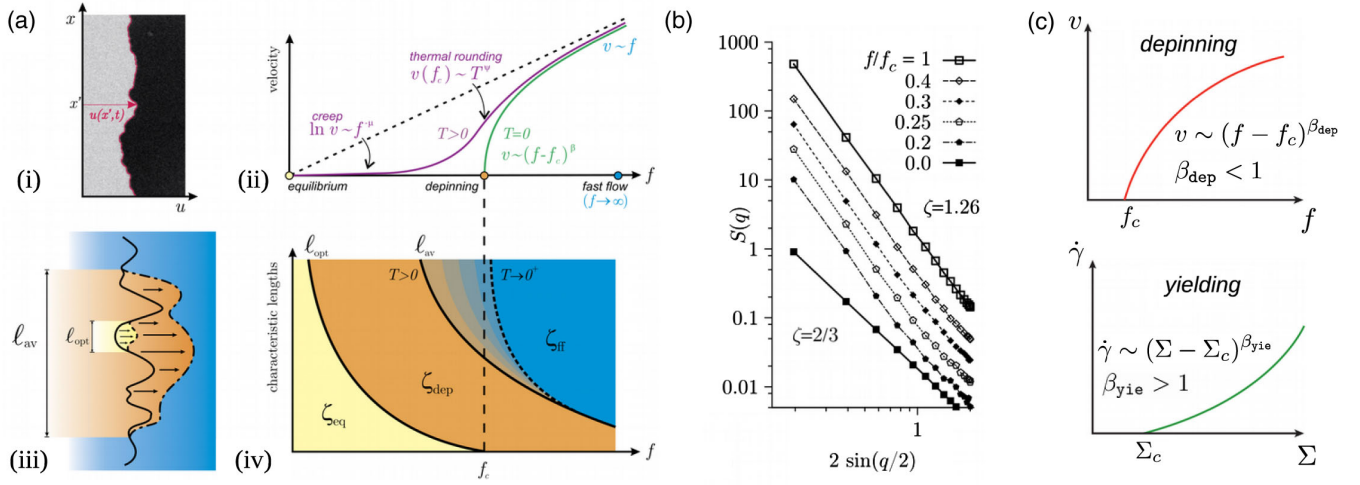 (a)
x
x'
u(x',t)
u
(i)
(ii)
velocity
thermal rounding
v(f_c) ~ T^ψ
v ~ f
creep
ln v ~ f^{-μ}
T>0
T=0
v~(f-f_c)^β
equilibrium
depinning
fast flow
(f→∞)
f
(iii)
ℓ_av
ℓ_opt
(iv)
characteristic lengths
ℓ_opt
ℓ_av
T>0
T→0⁺
ζ_ff
ζ_dep
ζ_eq
f_c
f
(b)
S(q)
1000
100
10
1
0.1
0.01
f/f_c = 1
0.4
0.3
0.25
0.2
0.0
ζ=1.26
ζ=2/3
1
2 sin(q/2)
(c)
v
depinning
v ~ (f − f_c)^{β_dep}
β_dep < 1
f_c
f
γ̇
yielding
γ̇ ~ (Σ − Σ_c)^{β_yie}
β_yie > 1
Σ_c
Σ